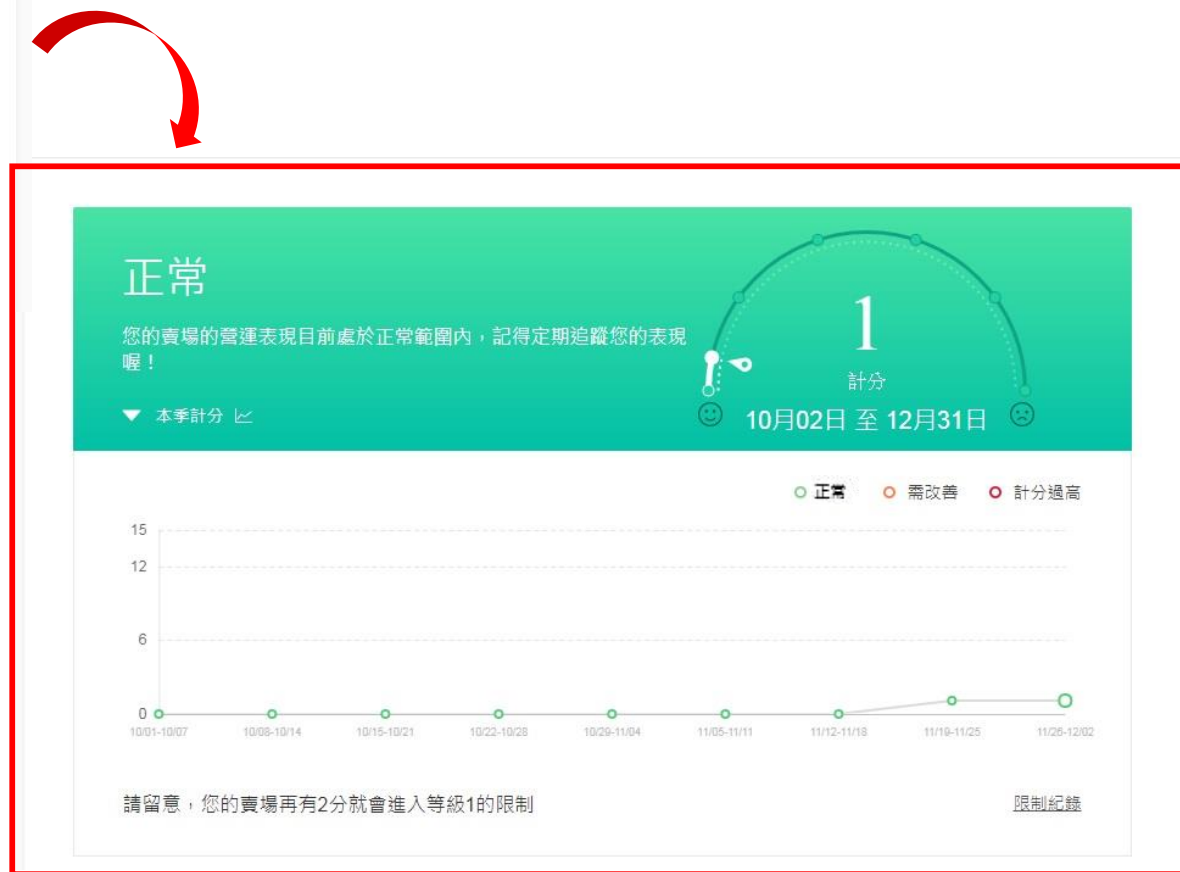 正常
您的賣場的營運表現目前處於正常範圍內，記得定期追蹤您的表現
喔！
本季計分
1
計分
10月02日 至 12月31日
正常 需改善 計分過高
15
12
6
0
10/01-10/07 10/08-10/14 10/15-10/21 10/22-10/28 10/29-11/04 11/05-11/11 11/12-11/18 11/19-11/25 11/26-12/02
請留意，您的賣場再有2分就會進入等級1的限制 限制紀錄